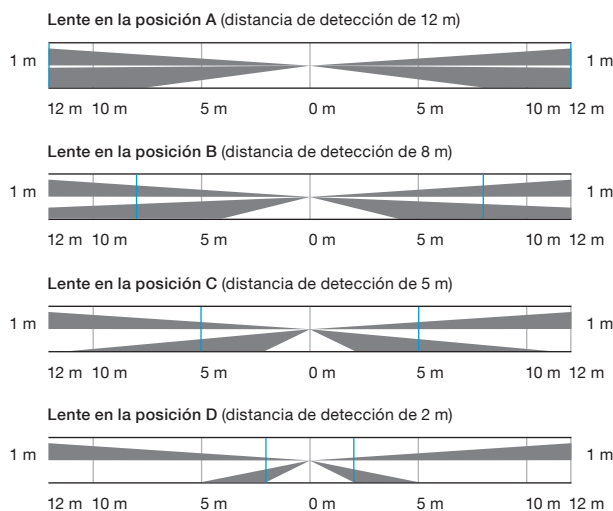 Lente en la posición A (distancia de detección de 12 m)
1 m 1 m
12 m 10 m 5 m 0 m 5 m 10 m 12 m
Lente en la posición B (distancia de detección de 8 m)
1 m 1 m
12 m 10 m 5 m 0 m 5 m 10 m 12 m
Lente en la posición C (distancia de detección de 5 m)
1 m 1 m
12 m 10 m 5 m 0 m 5 m 10 m 12 m
Lente en la posición D (distancia de detección de 2 m)
1 m 1 m
12 m 10 m 5 m 0 m 5 m 10 m 12 m